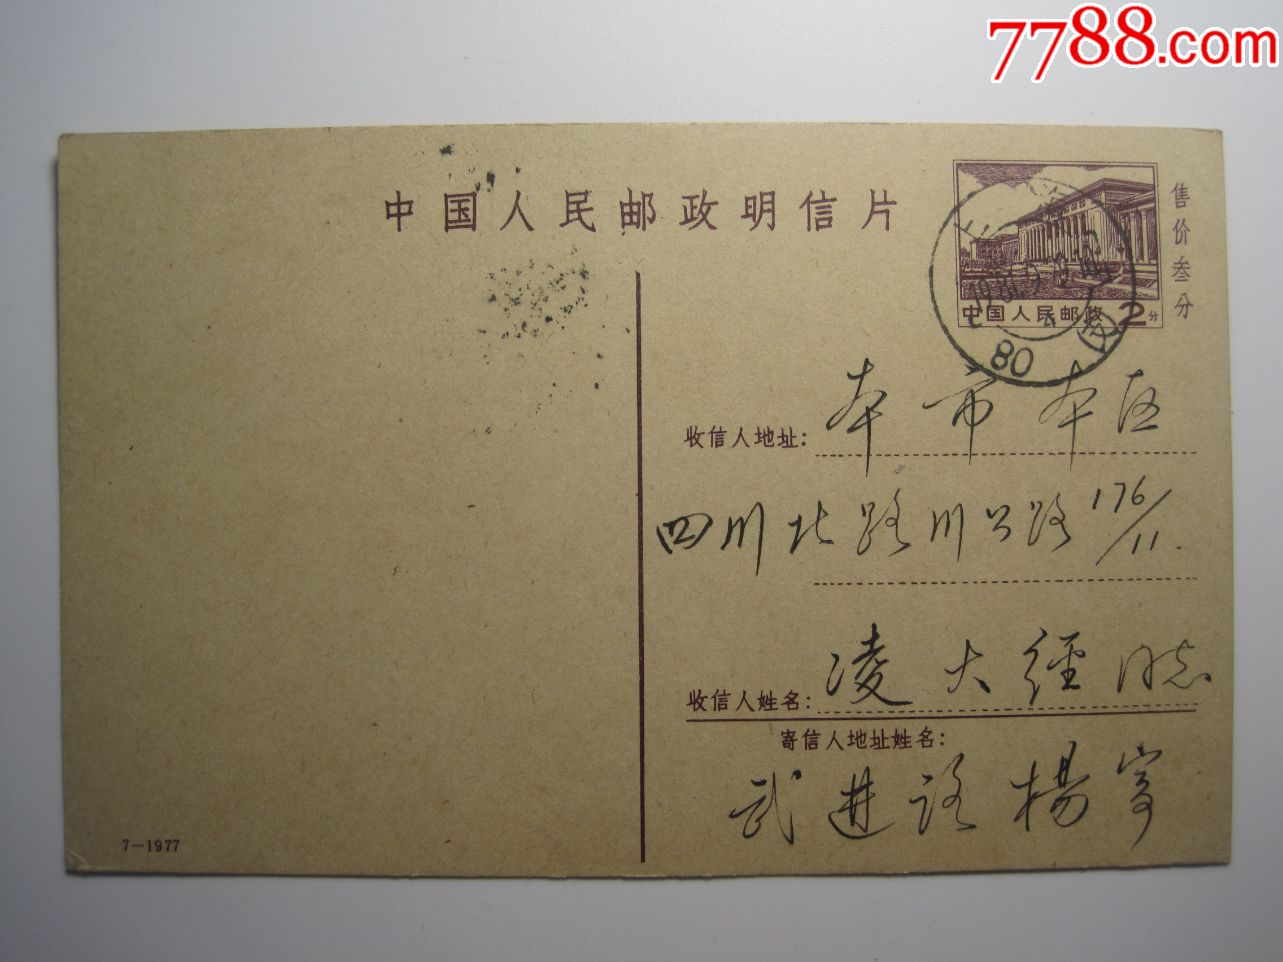 7788.com
中国人民邮政明信片
售价叁分
中国人民邮政 2分
80
收信人地址: 本市本区
四川北路川公路176/11.
收信人姓名: 凌大經同志
寄信人地址姓名:
武进路楊寄
7-1977